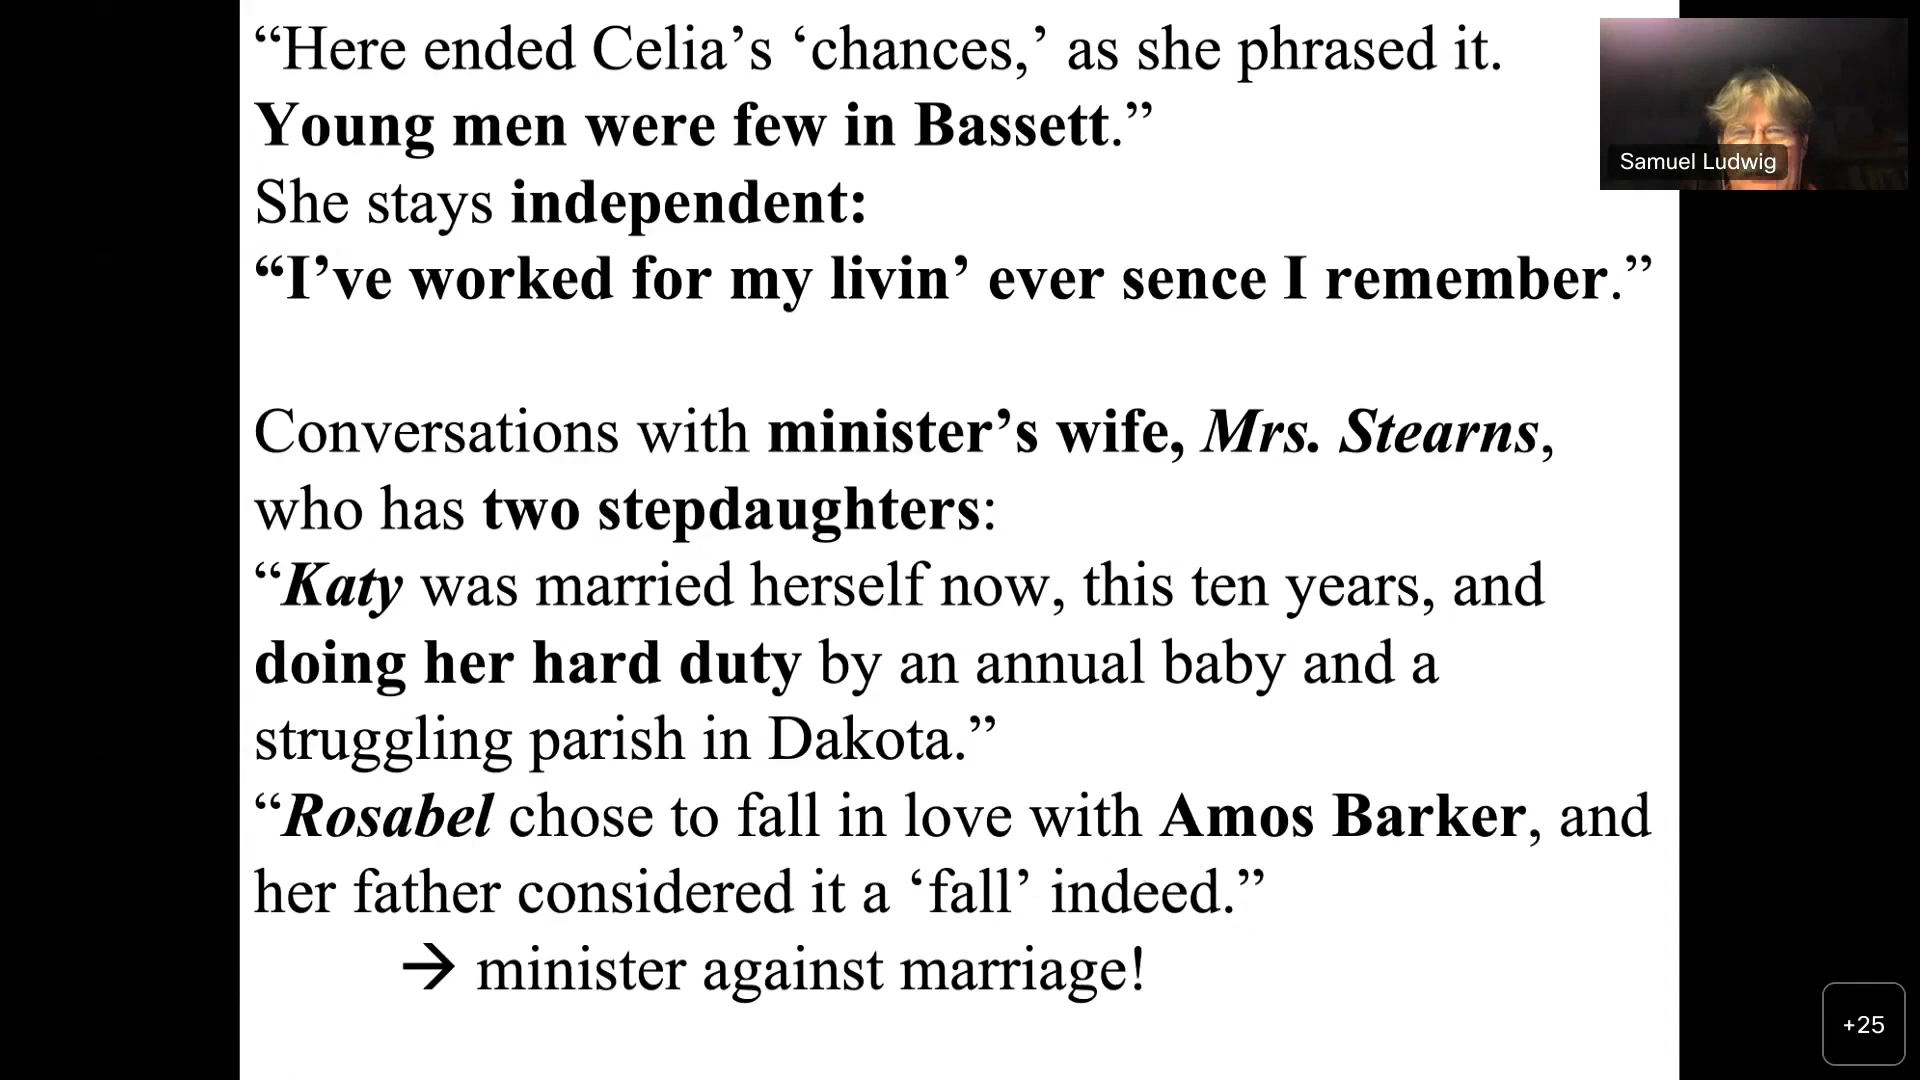 “Here ended Celia’s ‘chances,’ as she phrased it.
Young men were few in Bassett.”
She stays independent:
“I’ve worked for my livin’ ever sence I remember.”
Conversations with minister’s wife, Mrs. Stearns,
who has two stepdaughters:
“Katy was married herself now, this ten years, and
doing her hard duty by an annual baby and a
struggling parish in Dakota.”
“Rosabel chose to fall in love with Amos Barker, and
her father considered it a ‘fall’ indeed.”
→ minister against marriage!
Samuel Ludwig
+25